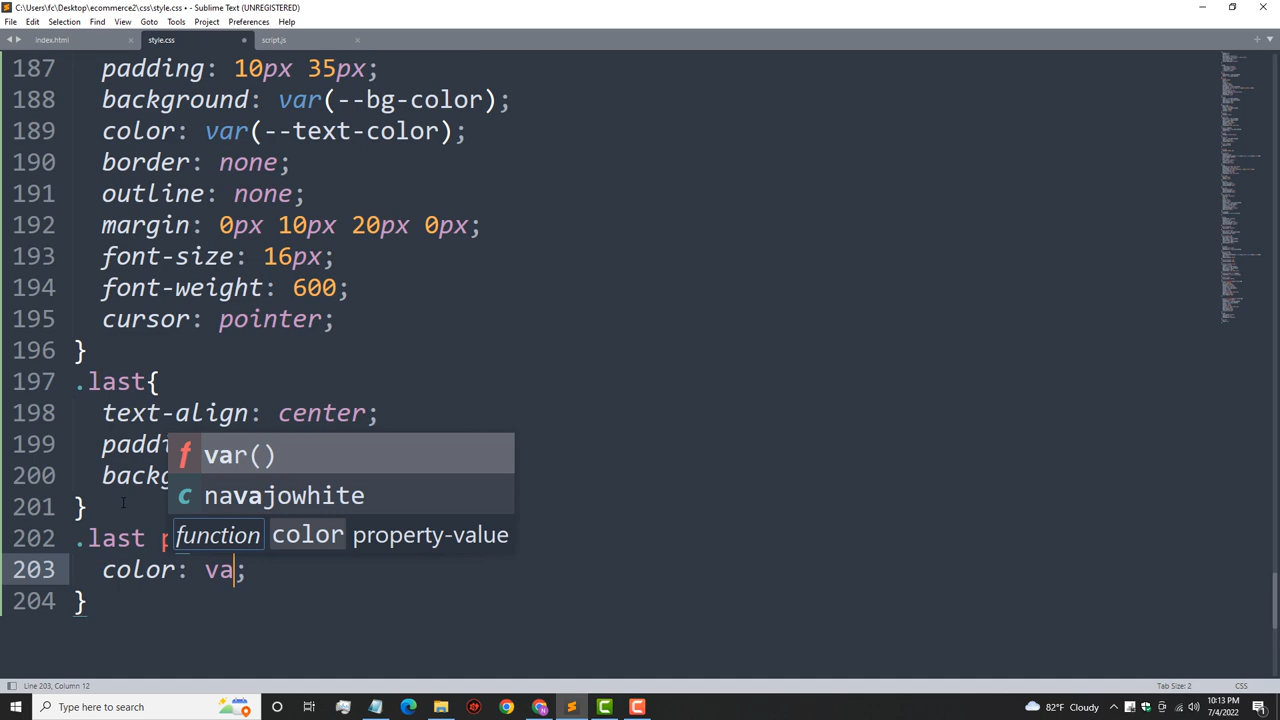 C:\Users\fc\Desktop\ecommerce2\css\style.css • - Sublime Text (UNREGISTERED)
File Edit Selection Find View Goto Tools Project Preferences Help
index.html style.css script.js
187 padding: 10px 35px;
188 background: var(--bg-color);
189 color: var(--text-color);
190 border: none;
191 outline: none;
192 margin: 0px 10px 20px 0px;
193 font-size: 16px;
194 font-weight: 600;
195 cursor: pointer;
196 }
197 .last{
198 text-align: center;
199 paddi
var()
200 backg
navajowhite
201 }
202 .last p
function color property-value
203 color: va;
204 }
Line 203, Column 12 Tab Size: 2 CSS
Type here to search 82°F Cloudy 10:13 PM
7/4/2022